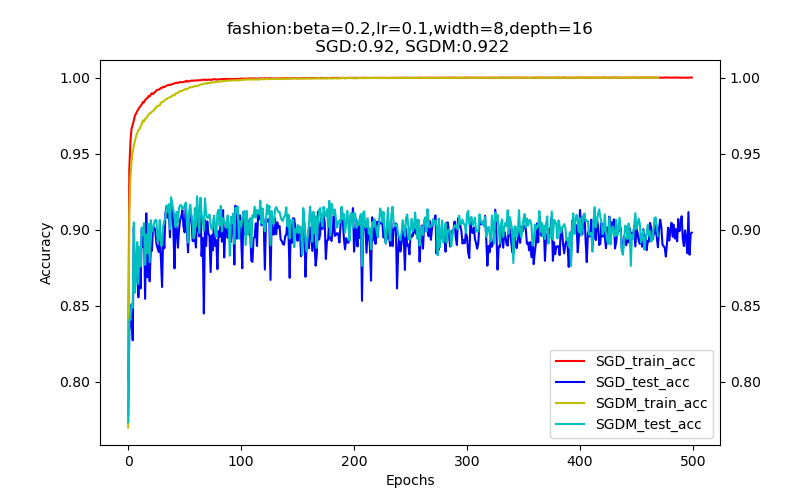 fashion:beta=0.2,lr=0.1,width=8,depth=16
SGD:0.92, SGDM:0.922
1.00
0.95
0.90
0.85
0.80
Accuracy
1.00
0.95
0.90
0.85
0.80
SGD_train_acc
SGD_test_acc
SGDM_train_acc
SGDM_test_acc
0 100 200 300 400 500
Epochs